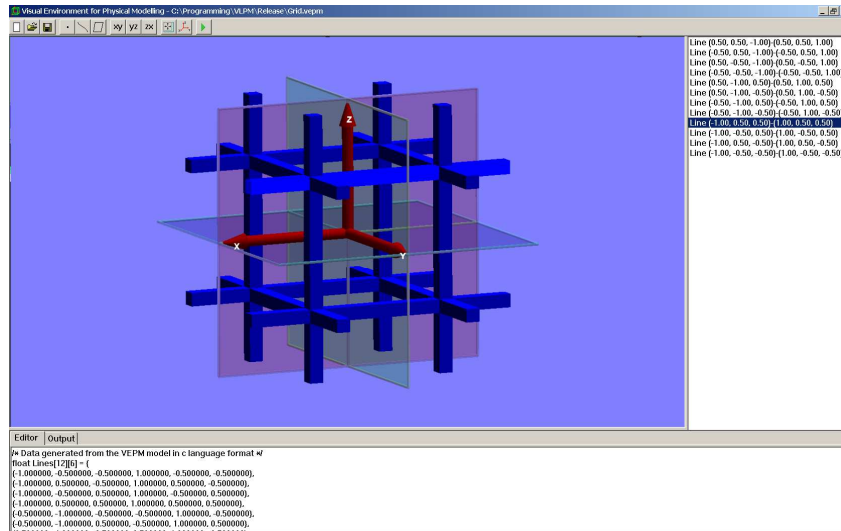 Visual Environment for Physical Modelling - C:\Programming\VLPM\Release\Grid.vepm
xy yz zx
Z
X
Y
Line (0.50, 0.50, -1.00)-(0.50, 0.50, 1.00)
Line (-0.50, 0.50, -1.00)-(-0.50, 0.50, 1.00)
Line (0.50, -0.50, -1.00)-(0.50, -0.50, 1.00)
Line (-0.50, -0.50, -1.00)-(-0.50, -0.50, 1.00)
Line (0.50, -1.00, 0.50)-(0.50, 1.00, 0.50)
Line (0.50, -1.00, -0.50)-(0.50, 1.00, -0.50)
Line (-0.50, -1.00, 0.50)-(-0.50, 1.00, 0.50)
Line (-0.50, -1.00, -0.50)-(-0.50, 1.00, -0.50)
Line (-1.00, 0.50, 0.50)-(1.00, 0.50, 0.50)
Line (-1.00, -0.50, 0.50)-(1.00, -0.50, 0.50)
Line (-1.00, 0.50, -0.50)-(1.00, 0.50, -0.50)
Line (-1.00, -0.50, -0.50)-(1.00, -0.50, -0.50)
Editor Output
/* Data generated from the VEPM model in c language format */
float Lines[12][6] = {
{-1.000000, -0.500000, -0.500000, 1.000000, -0.500000, -0.500000},
{-1.000000, 0.500000, -0.500000, 1.000000, 0.500000, -0.500000},
{-1.000000, -0.500000, 0.500000, 1.000000, -0.500000, 0.500000},
{-1.000000, 0.500000, 0.500000, 1.000000, 0.500000, 0.500000},
{-0.500000, -1.000000, -0.500000, -0.500000, 1.000000, -0.500000},
{-0.500000, -1.000000, 0.500000, -0.500000, 1.000000, 0.500000},